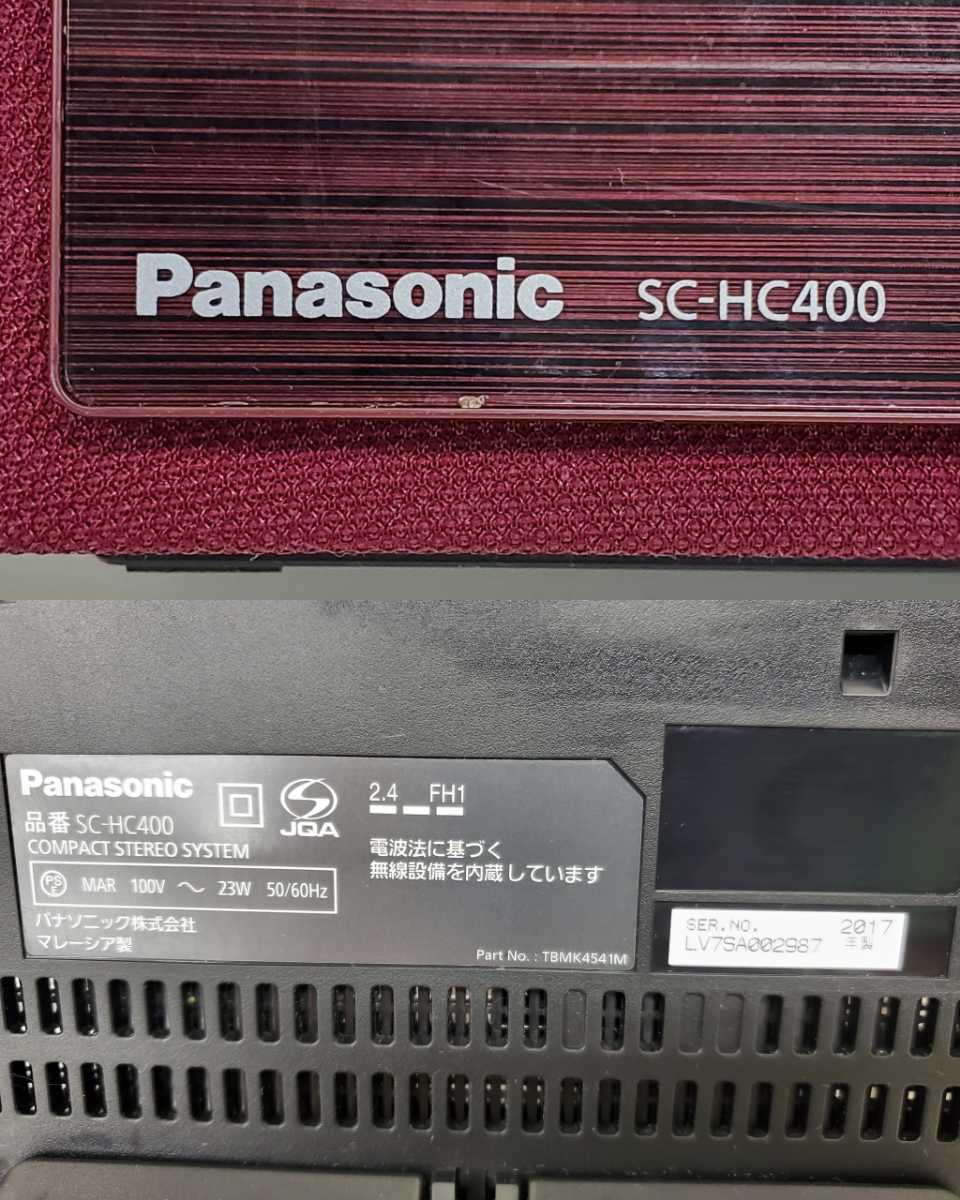 Panasonic SC-HC400
Panasonic
品番 SC-HC400
COMPACT STEREO SYSTEM
JQA
2.4 FH1
電波法に基づく
無線設備を内蔵しています
PS E MAR 100V ～ 23W 50/60Hz
パナソニック株式会社
マレーシア製
Part No. : TBMK4541M
SER.NO. 2017
LV7SA002987 年製